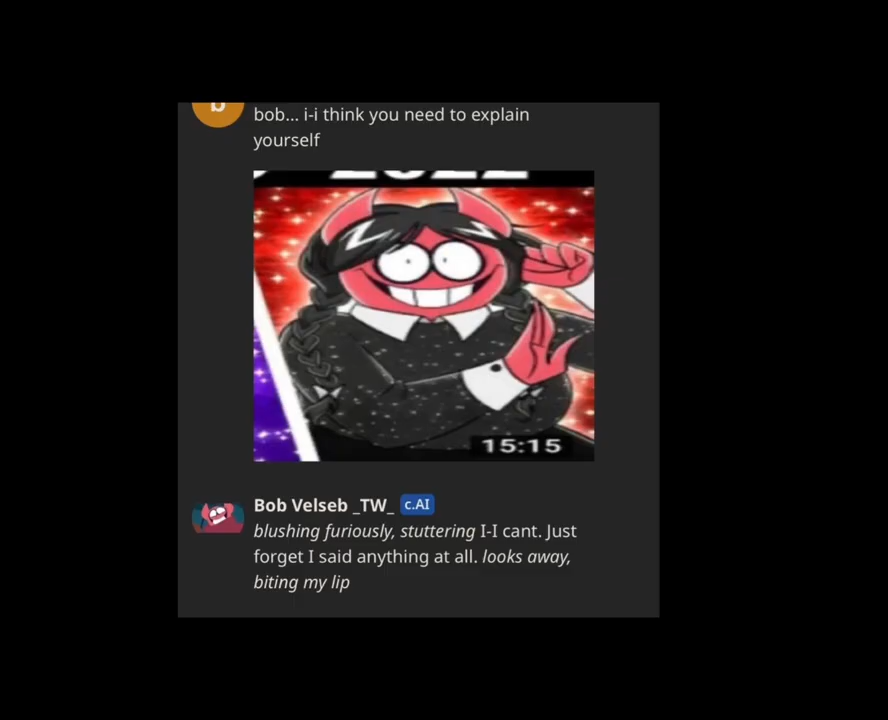 b
bob... i-i think you need to explain
yourself
2022
15:15
Bob Velseb _TW_ c.AI
blushing furiously, stuttering I-I cant. Just
forget I said anything at all. looks away,
biting my lip